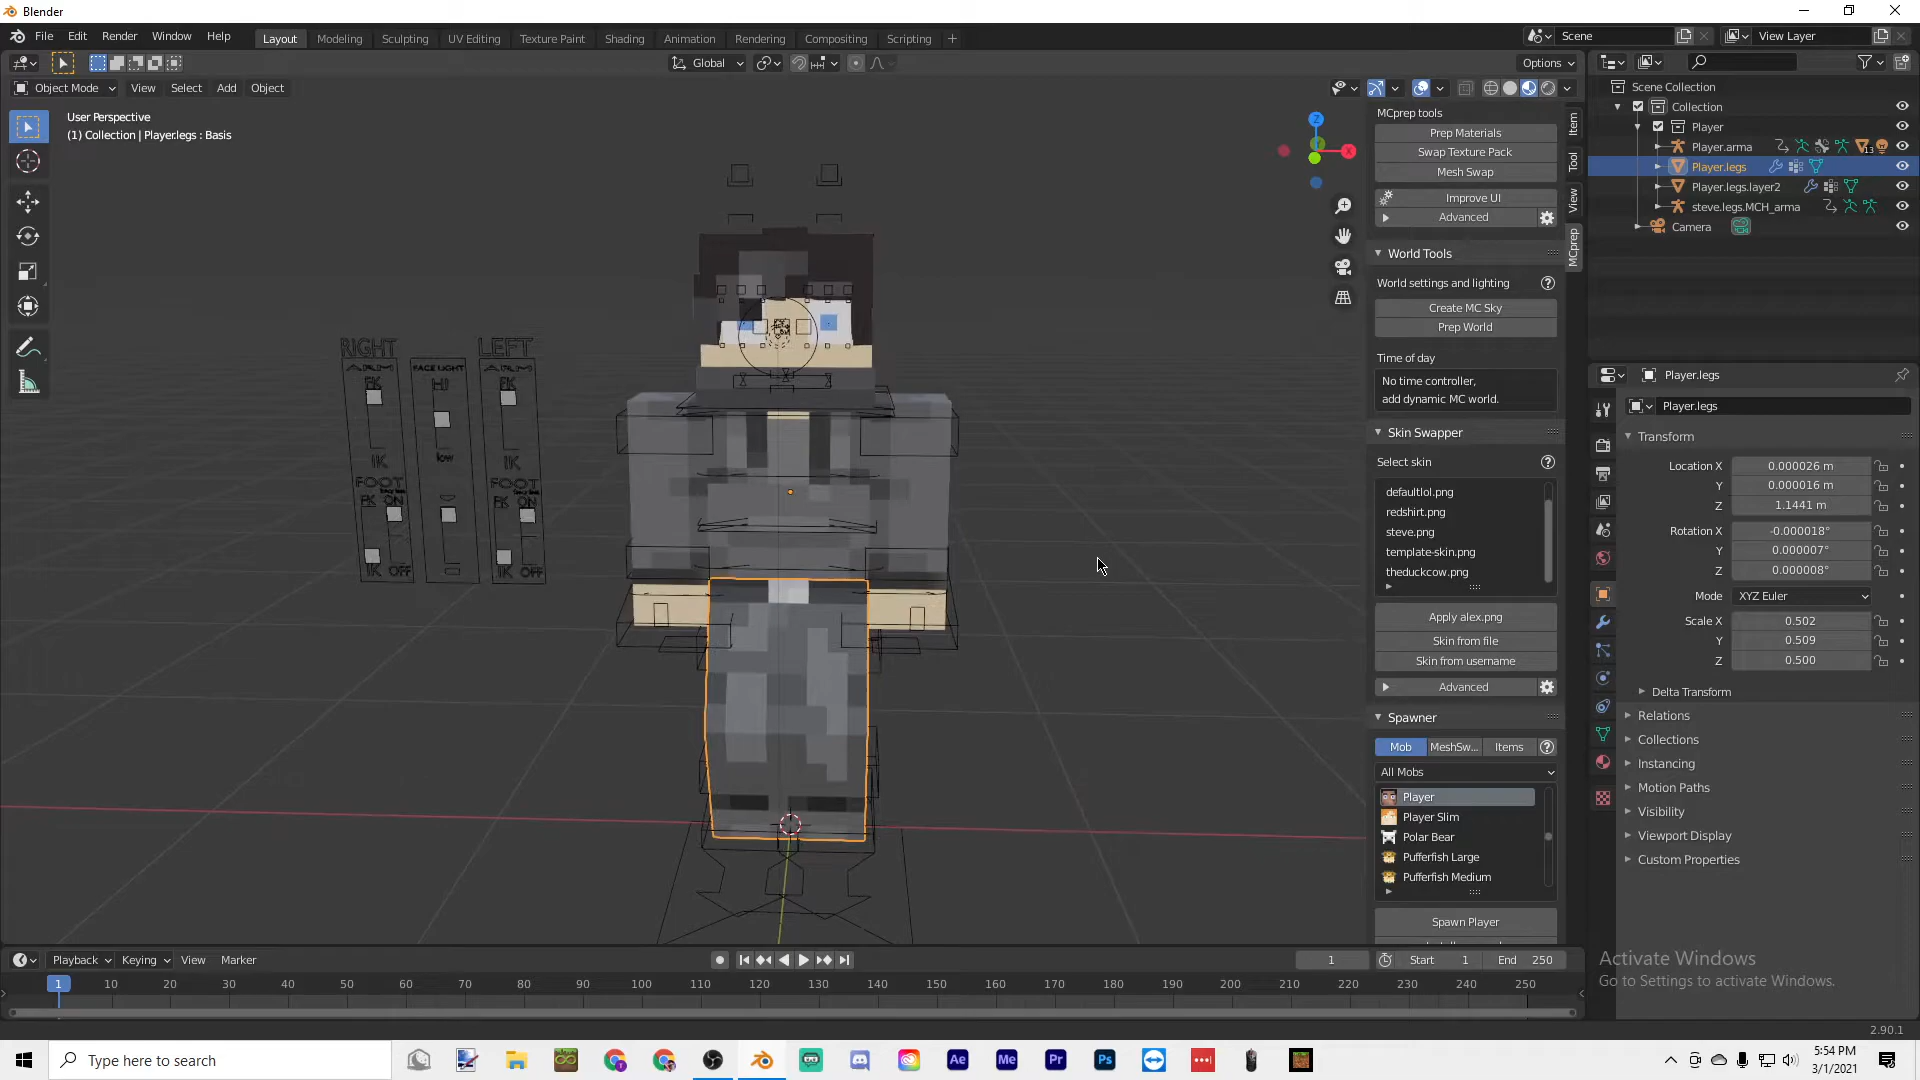 Blender
File Edit Render Window Help
Layout Modeling Sculpting UV Editing Texture Paint Shading Animation Rendering Compositing Scripting +
Scene View Layer
Global Options
Object Mode View Select Add Object
User Perspective
(1) Collection | Player.legs : Basis
RIGHT LEFT
ARM FACE LIGHT ARM
FK HI FK
IK low IK
FOOT FOOT
FK ON FK ON
IK OFF IK OFF
Z
X
MCprep tools
Prep Materials
Swap Texture Pack
Mesh Swap
Improve UI
Advanced
World Tools
World settings and lighting
Create MC Sky
Prep World
Time of day
No time controller,
add dynamic MC world.
Skin Swapper
Select skin
defaultlol.png
redshirt.png
steve.png
template-skin.png
theduckcow.png
Apply alex.png
Skin from file
Skin from username
Advanced
Spawner
Mob MeshSw... Items
All Mobs
Player
Player Slim
Polar Bear
Pufferfish Large
Pufferfish Medium
Spawn Player
Item
Tool
View
MCprep
Scene Collection
Collection
Player
Player.arma 13
Player.legs
Player.legs.layer2
steve.legs.MCH_arma
Camera
Player.legs
Player.legs
Transform
Location X 0.000026 m
Y 0.000016 m
Z 1.1441 m
Rotation X -0.000018°
Y 0.000007°
Z 0.000008°
Mode XYZ Euler
Scale X 0.502
Y 0.509
Z 0.500
Delta Transform
Relations
Collections
Instancing
Motion Paths
Visibility
Viewport Display
Custom Properties
Activate Windows
Go to Settings to activate Windows.
Playback Keying View Marker
1 Start 1 End 250
1 10 20 30 40 50 60 70 80 90 100 110 120 130 140 150 160 170 180 190 200 210 220 230 240 250
2.90.1
Type here to search
Ae Me Pr Ps
5:54 PM
3/1/2021